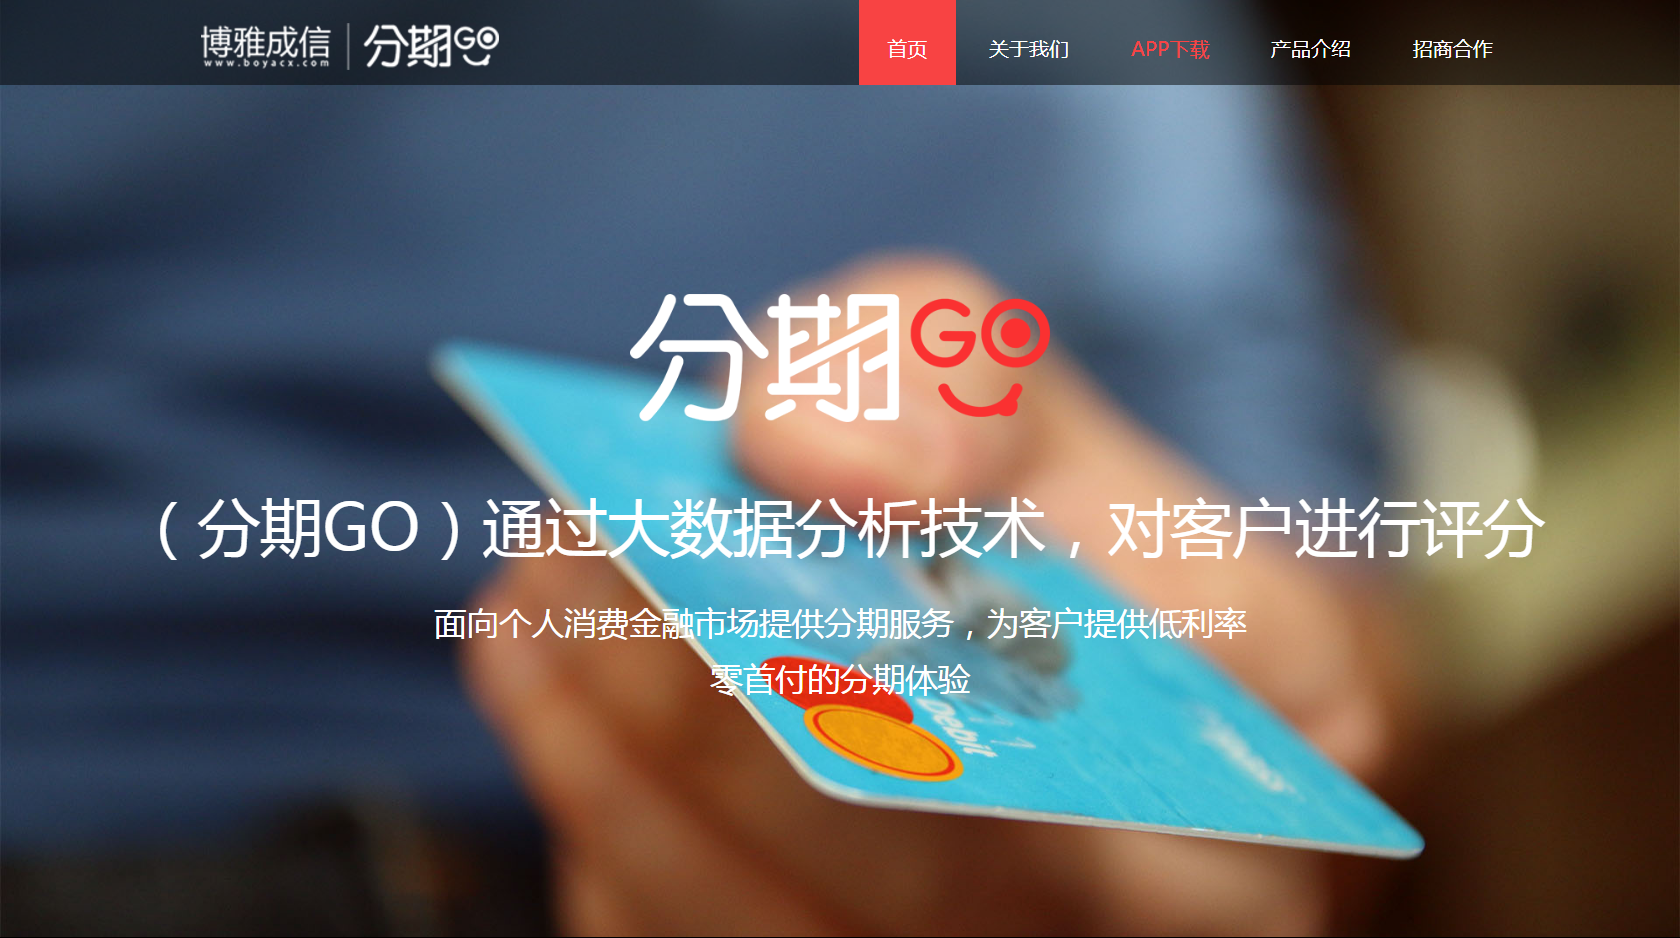 博雅成信
www.boyacx.com
分期GO
首页
关于我们
APP下载
产品介绍
招商合作
分期GO
（分期GO）通过大数据分析技术，对客户进行评分
面向个人消费金融市场提供分期服务，为客户提供低利率
零首付的分期体验
Debit